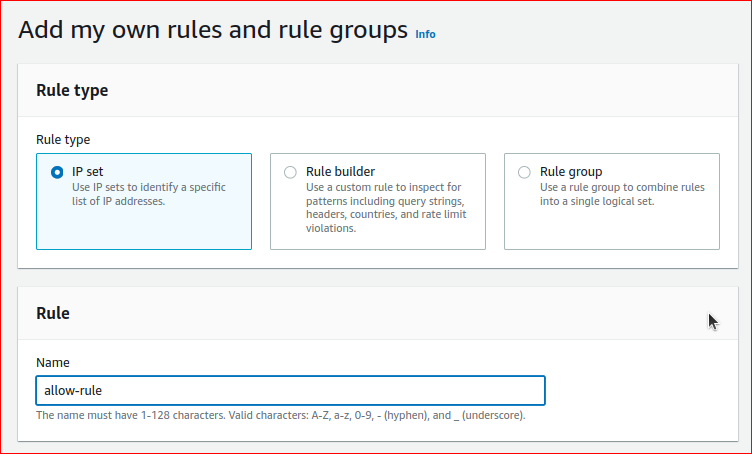 Add my own rules and rule groups Info
Rule type
Rule type
IP set
Use IP sets to identify a specific
list of IP addresses.
Rule builder
Use a custom rule to inspect for
patterns including query strings,
headers, countries, and rate limit
violations.
Rule group
Use a rule group to combine rules
into a single logical set.
Rule
Name
allow-rule
The name must have 1-128 characters. Valid characters: A-Z, a-z, 0-9, - (hyphen), and _ (underscore).